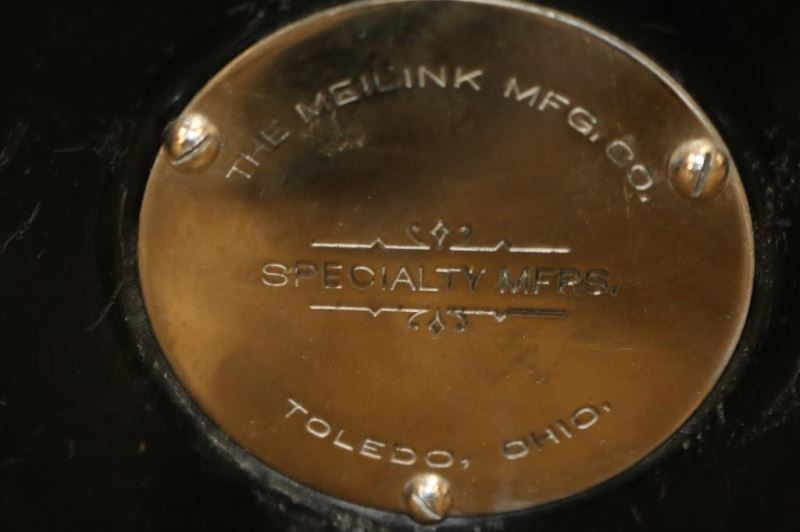 THE MEILINK MFG. CO.
SPECIALTY MFRS.
TOLEDO, OHIO.